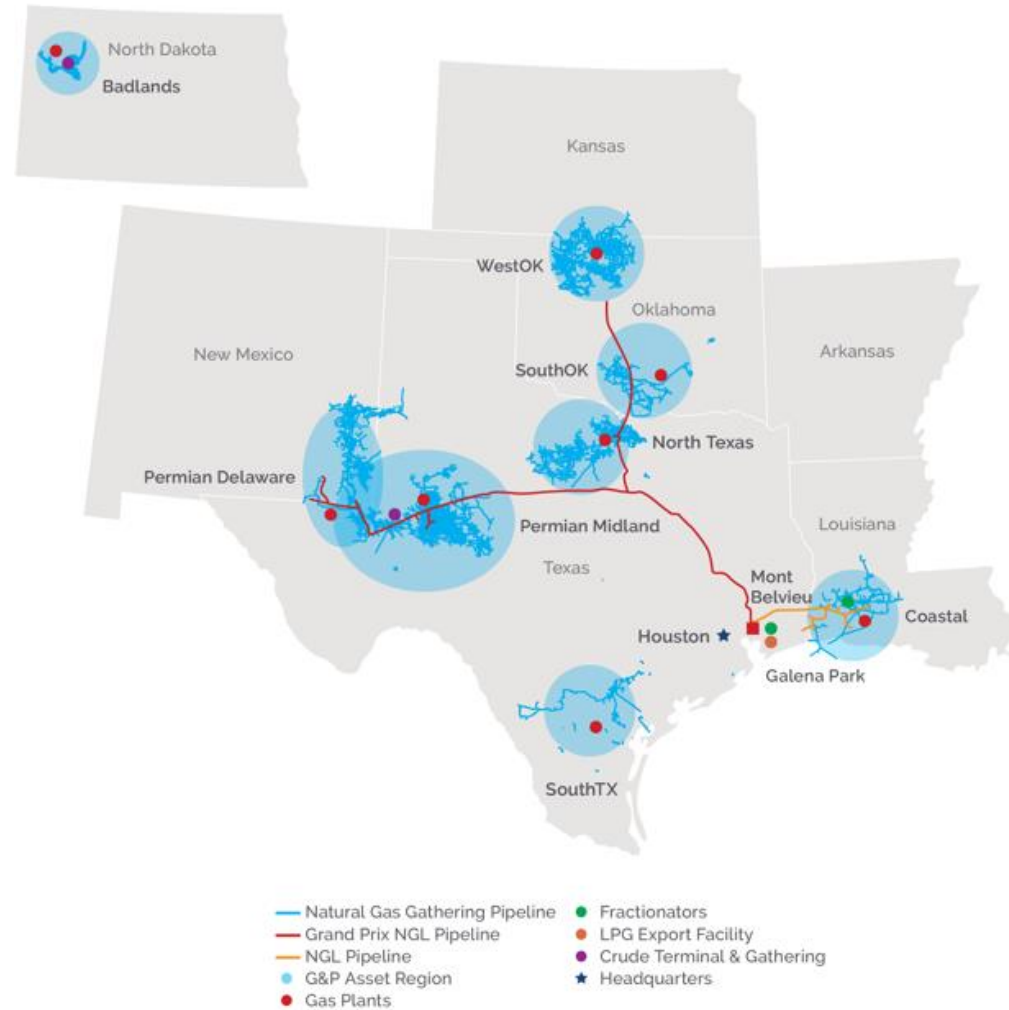 North Dakota
Badlands
Kansas
WestOK
Oklahoma
New Mexico
Arkansas
SouthOK
North Texas
Permian Delaware
Permian Midland
Louisiana
Texas
Mont
Belvieu
Houston
Coastal
Galena Park
SouthTX
Natural Gas Gathering Pipeline
Grand Prix NGL Pipeline
NGL Pipeline
G&P Asset Region
Gas Plants
Fractionators
LPG Export Facility
Crude Terminal & Gathering
Headquarters